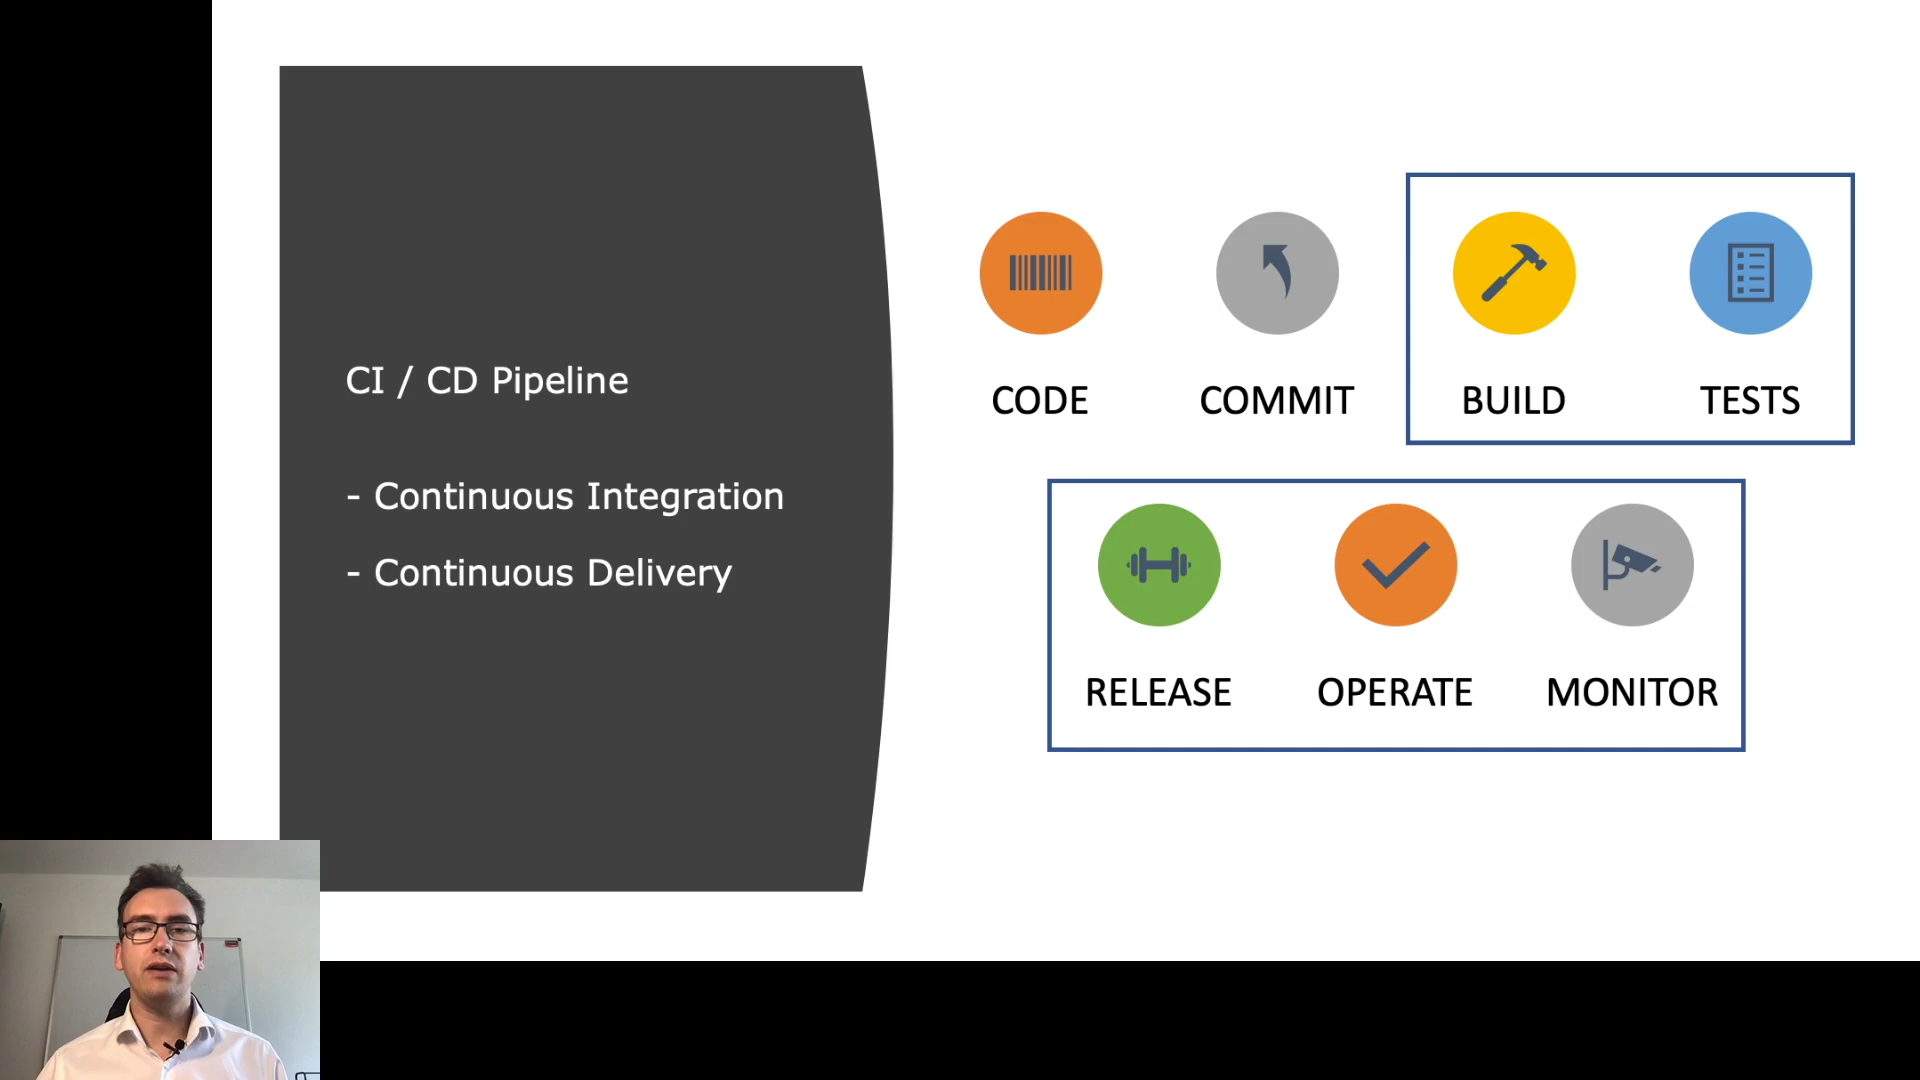 CI / CD Pipeline
- Continuous Integration
- Continuous Delivery
CODE
COMMIT
BUILD
TESTS
RELEASE
OPERATE
MONITOR